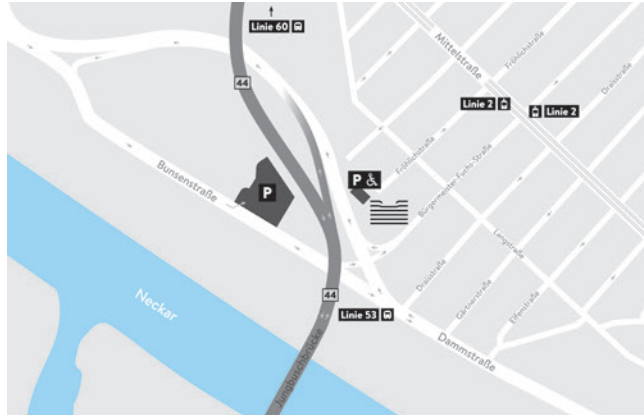 Linie 60
44
Mittelstraße
Fröhlichstraße
Draisstraße
Linie 2
Linie 2
Bunsenstraße
P
P
Fröhlichstraße
Bürgermeister-Fuchs-Straße
Langstraße
Draisstraße
Gärtnerstraße
Elfenstraße
44
Linie 53
Dammstraße
Neckar
Jungbuschbrücke